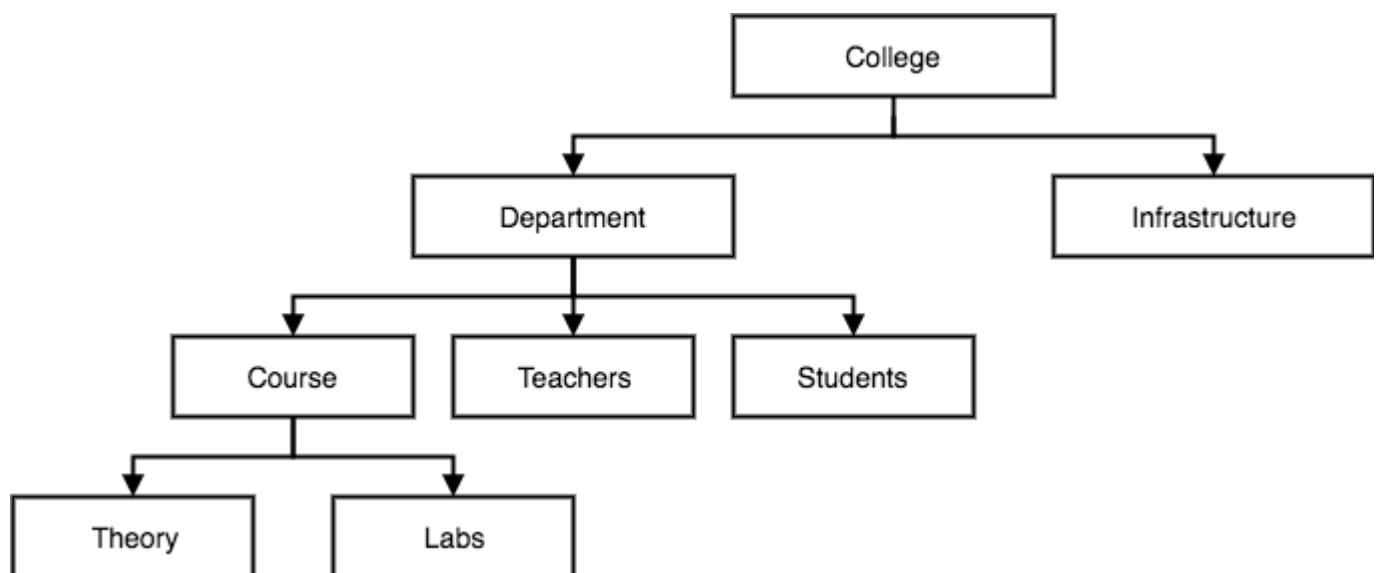 College
Department
Infrastructure
Course
Teachers
Students
Theory
Labs